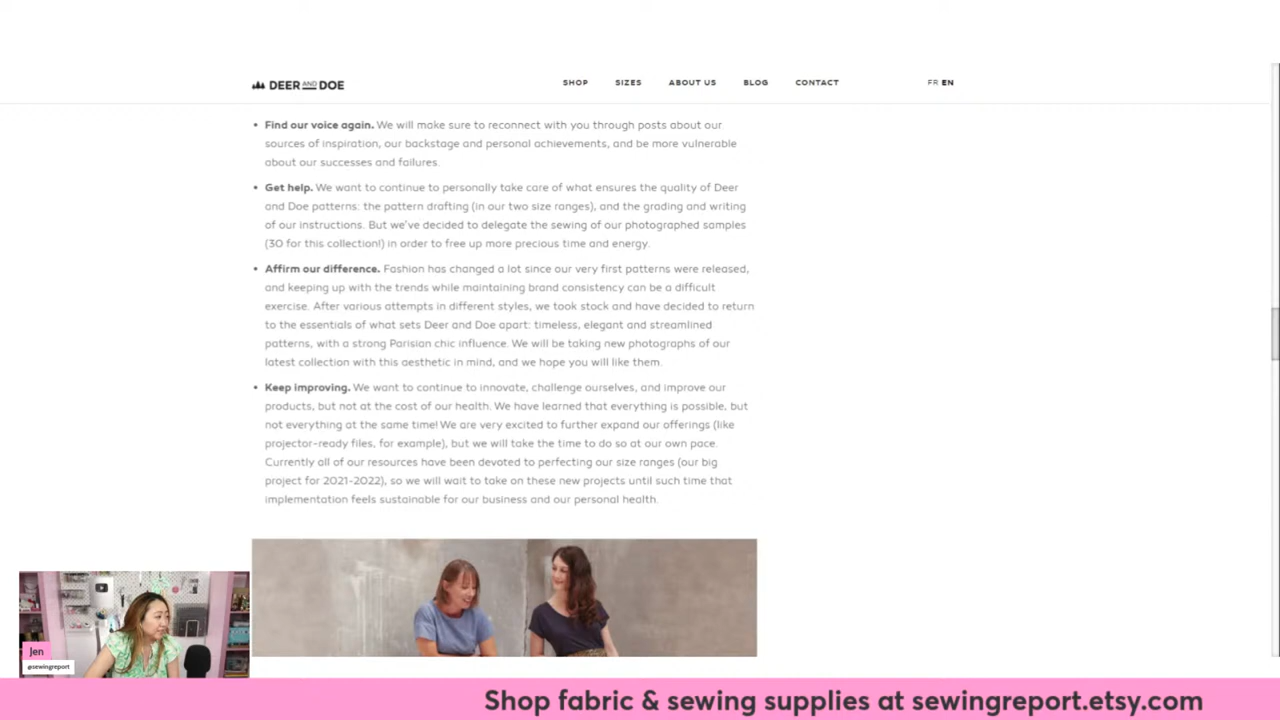 DEER AND DOE
SHOP SIZES ABOUT US BLOG CONTACT FR EN
• Find our voice again. We will make sure to reconnect with you through posts about our
sources of inspiration, our backstage and personal achievements, and be more vulnerable
about our successes and failures.
• Get help. We want to continue to personally take care of what ensures the quality of Deer
and Doe patterns: the pattern drafting (in our two size ranges), and the grading and writing
of our instructions. But we've decided to delegate the sewing of our photographed samples
(30 for this collection!) in order to free up more precious time and energy.
• Affirm our difference. Fashion has changed a lot since our very first patterns were released,
and keeping up with the trends while maintaining brand consistency can be a difficult
exercise. After various attempts in different styles, we took stock and have decided to return
to the essentials of what sets Deer and Doe apart: timeless, elegant and streamlined
patterns, with a strong Parisian chic influence. We will be taking new photographs of our
latest collection with this aesthetic in mind, and we hope you will like them.
• Keep improving. We want to continue to innovate, challenge ourselves, and improve our
products, but not at the cost of our health. We have learned that everything is possible, but
not everything at the same time! We are very excited to further expand our offerings (like
projector-ready files, for example), but we will take the time to do so at our own pace.
Currently all of our resources have been devoted to perfecting our size ranges (our big
project for 2021-2022), so we will wait to take on these new projects until such time that
implementation feels sustainable for our business and our personal health.
Jen
@sewingreport
Shop fabric & sewing supplies at sewingreport.etsy.com